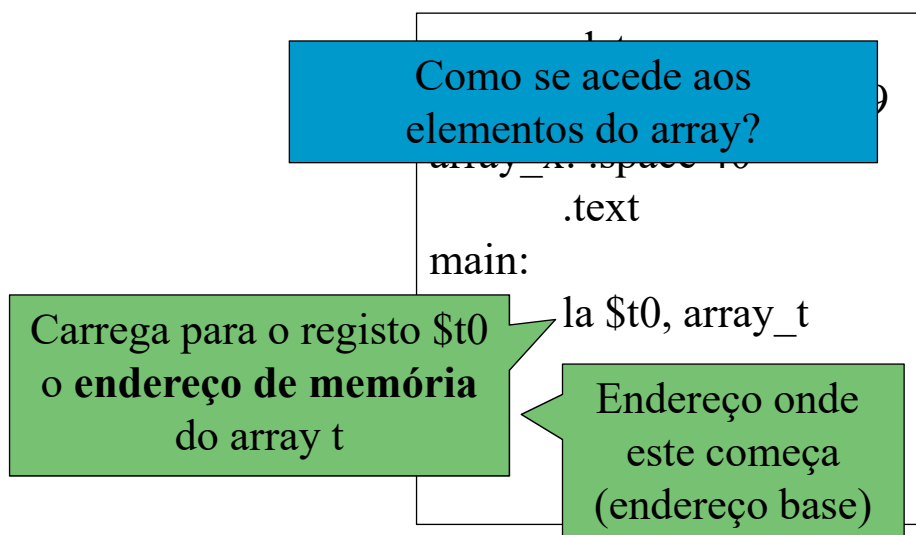 Como se acede aos
elementos do array?
9
.text
main:
la $t0, array_t
Carrega para o registo $t0
o endereço de memória
do array t
Endereço onde
este começa
(endereço base)